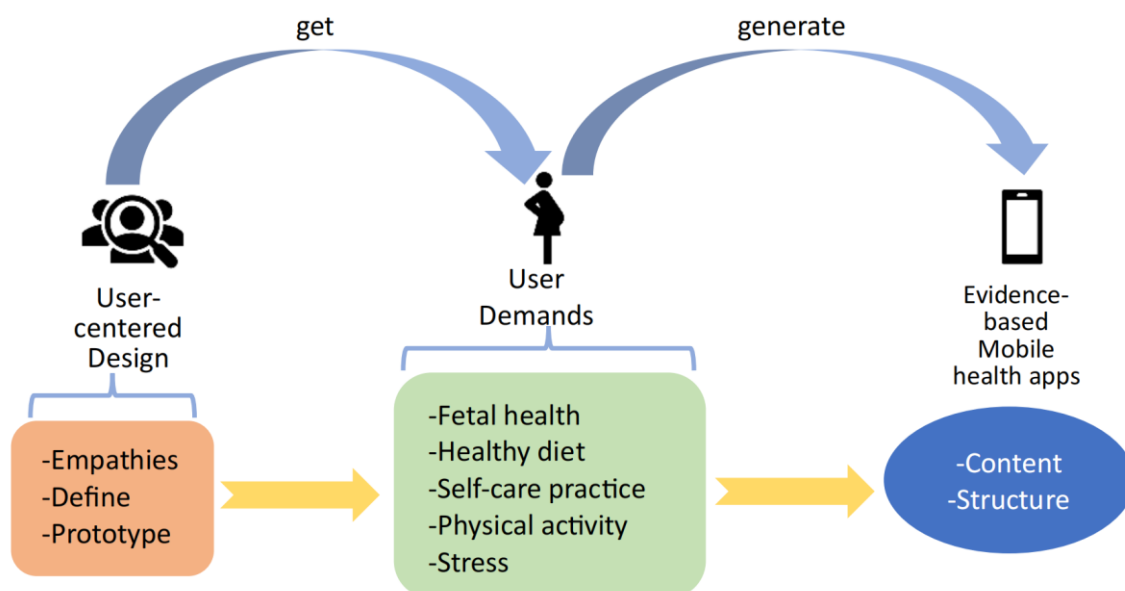 get
generate
User-
centered
Design
User
Demands
Evidence-
based
Mobile
health apps
-Empathies
-Define
-Prototype
-Fetal health
-Healthy diet
-Self-care practice
-Physical activity
-Stress
-Content
-Structure